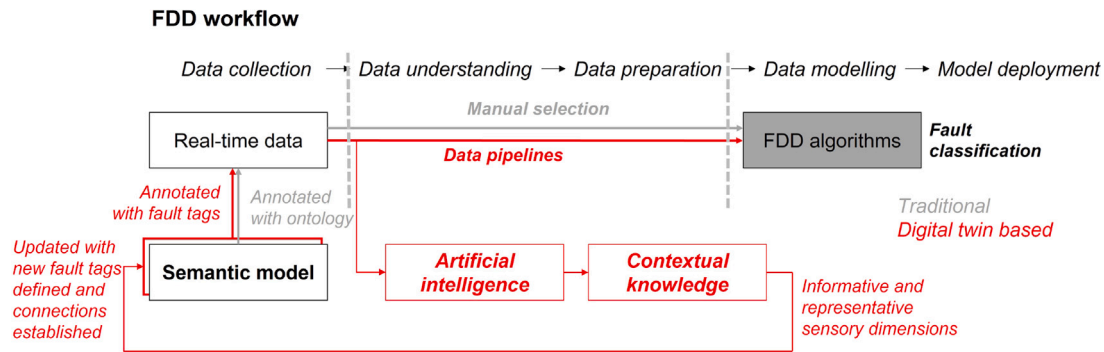 FDD workflow
Data collection
Data understanding
Data preparation
Data modelling
Model deployment
Manual selection
Real-time data
FDD algorithms
Fault
classification
Data pipelines
Annotated
with fault tags
Annotated
with ontology
Traditional
Digital twin based
Updated with
new fault tags
defined and
connections
established
Semantic model
Artificial
intelligence
Contextual
knowledge
Informative and
representative
sensory dimensions